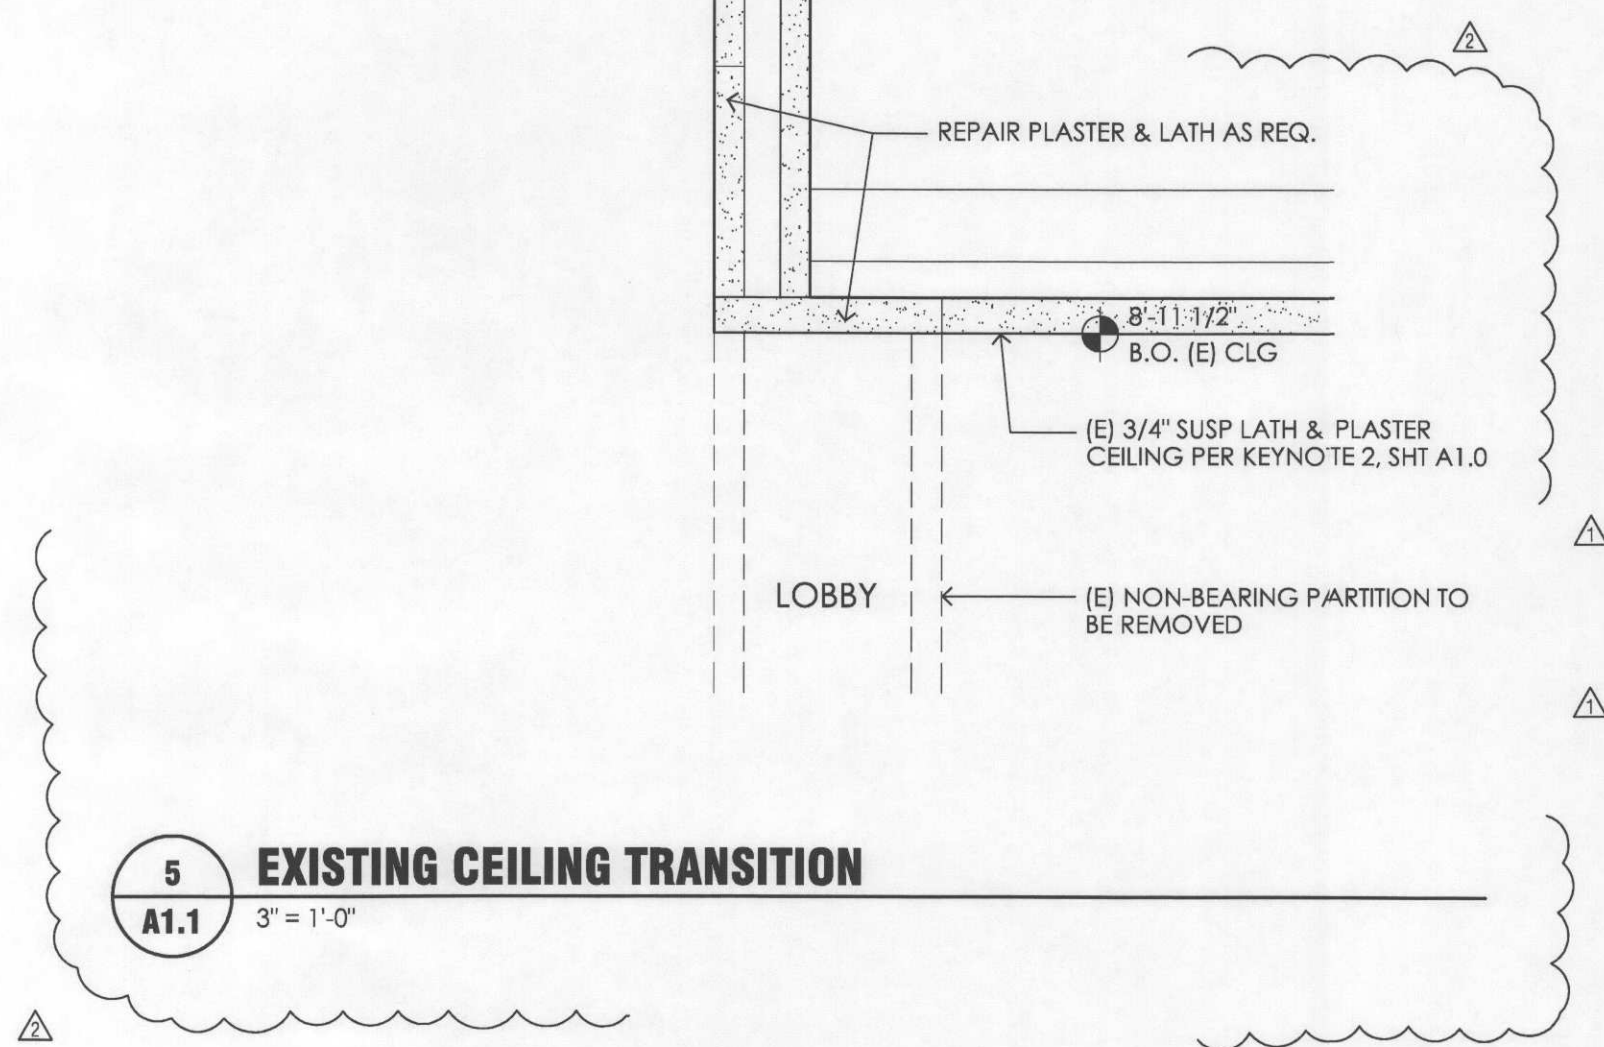 2
REPAIR PLASTER & LATH AS REQ.
8'-11 1/2"
B.O. (E) CLG
(E) 3/4" SUSP LATH & PLASTER
CEILING PER KEYNOTE 2, SHT A1.0
1
LOBBY
(E) NON-BEARING PARTITION TO
BE REMOVED
1
5
EXISTING CEILING TRANSITION
A1.1
3" = 1'-0"
2